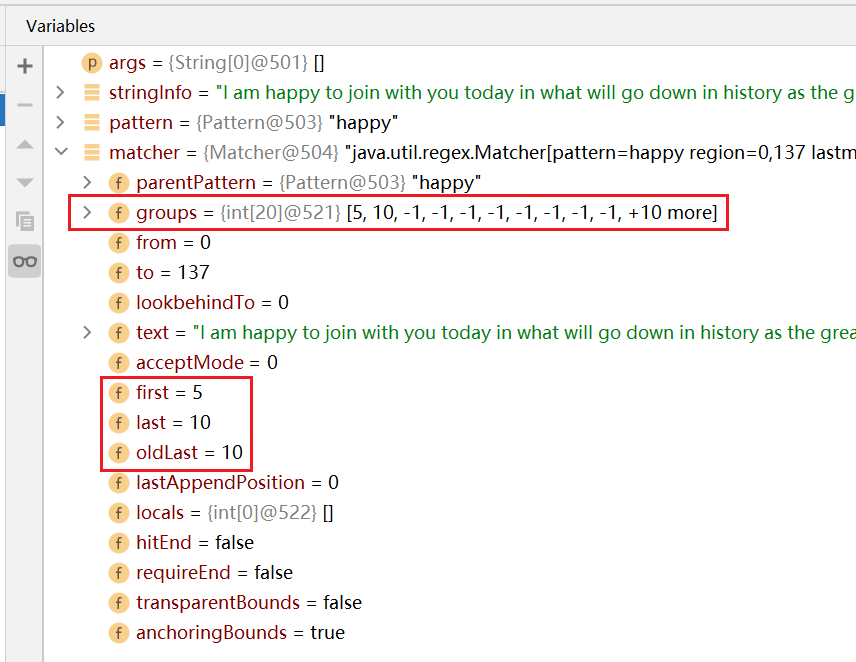 Variables
p args = {String[0]@501} []
stringInfo = "I am happy to join with you today in what will go down in history as the g
pattern = {Pattern@503} "happy"
matcher = {Matcher@504} "java.util.regex.Matcher[pattern=happy region=0,137 lastm
f parentPattern = {Pattern@503} "happy"
f groups = {int[20]@521} [5, 10, -1, -1, -1, -1, -1, -1, -1, -1, +10 more]
f from = 0
f to = 137
f lookbehindTo = 0
f text = "I am happy to join with you today in what will go down in history as the grea
f acceptMode = 0
f first = 5
f last = 10
f oldLast = 10
f lastAppendPosition = 0
f locals = {int[0]@522} []
f hitEnd = false
f requireEnd = false
f transparentBounds = false
f anchoringBounds = true